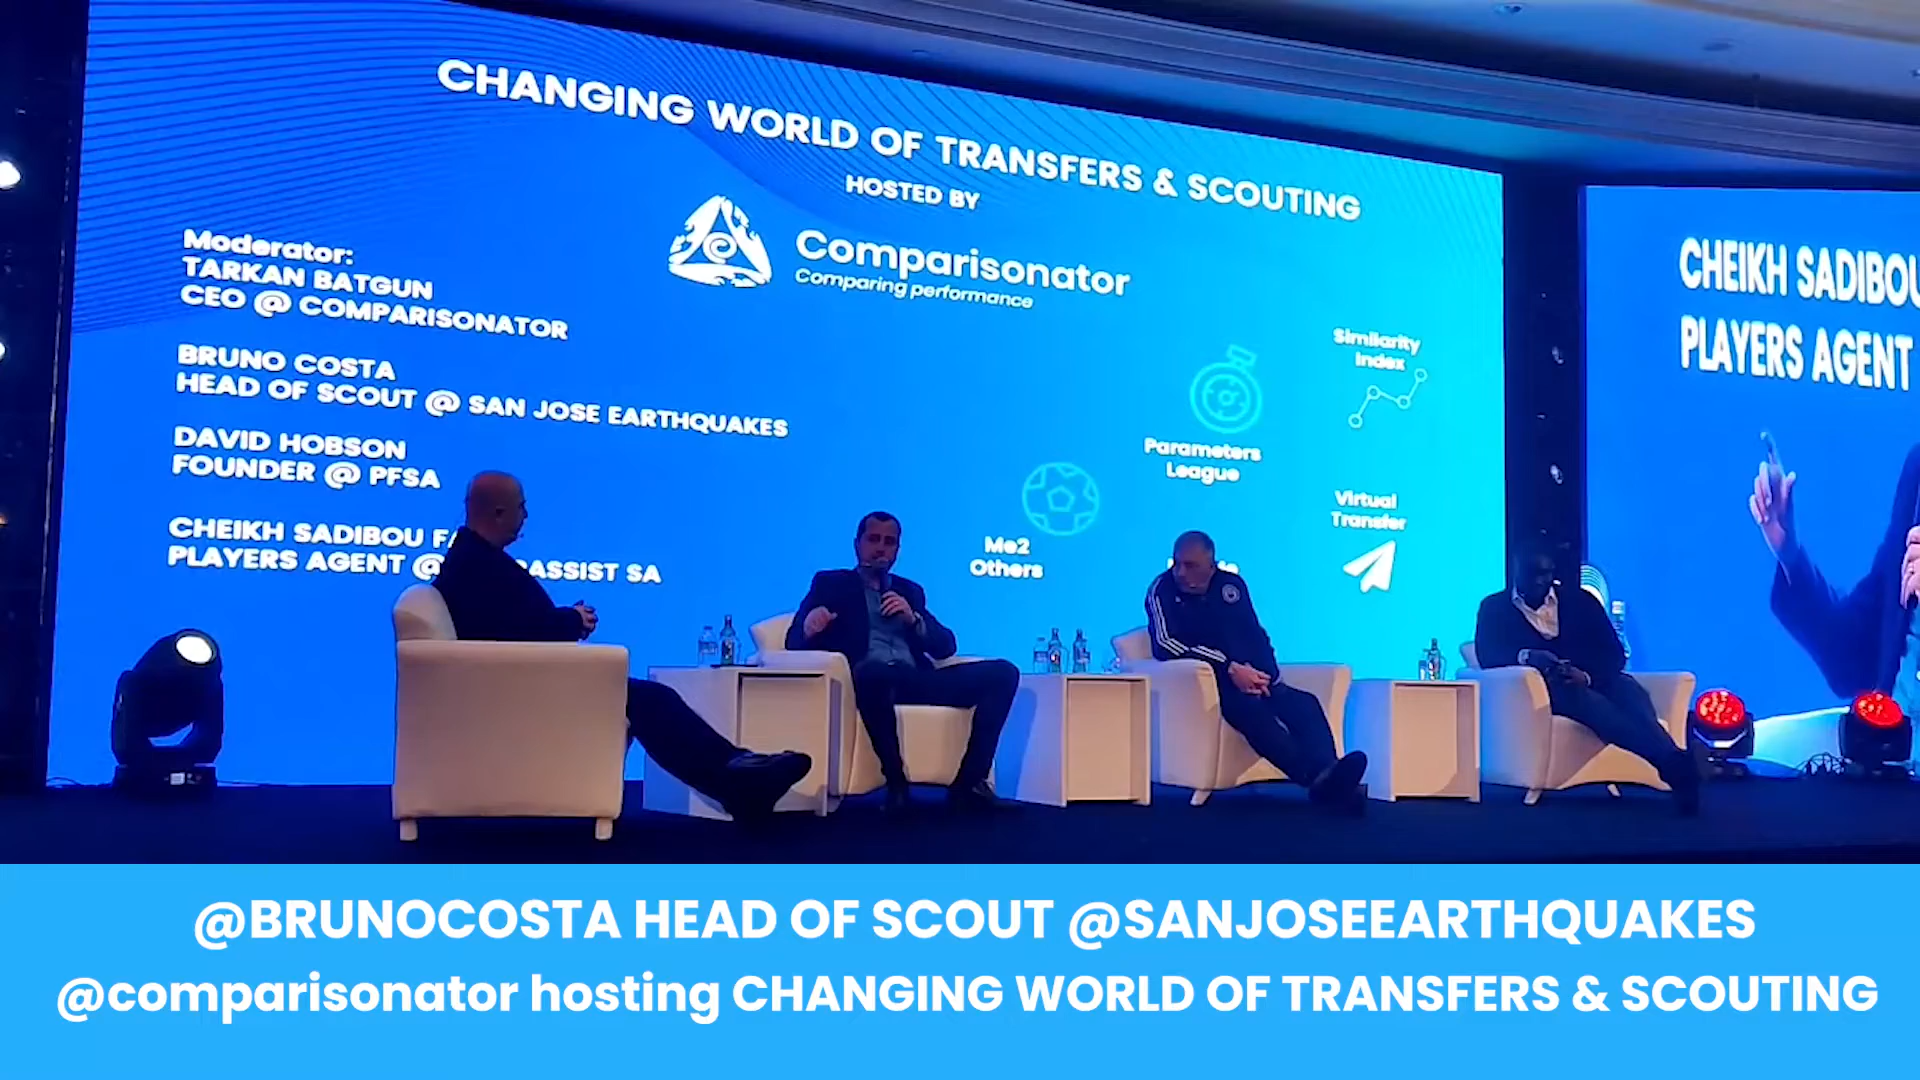 CHANGING WORLD OF TRANSFERS & SCOUTING
HOSTED BY
Comparisonator
Comparing performance
Moderator:
TARKAN BATGUN
CEO @ COMPARISONATOR
BRUNO COSTA
HEAD OF SCOUT @ SAN JOSE EARTHQUAKES
DAVID HOBSON
FOUNDER @ PFSA
CHEIKH SADIBOU
PLAYERS AGENT @ ASSIST SA
Similarity
Index
Parameters
League
Virtual
Transfer
Me2
Others
CHEIKH SADIBOU
PLAYERS AGENT
@BRUNOCOSTA HEAD OF SCOUT @SANJOSEEARTHQUAKES
@comparisonator hosting CHANGING WORLD OF TRANSFERS & SCOUTING